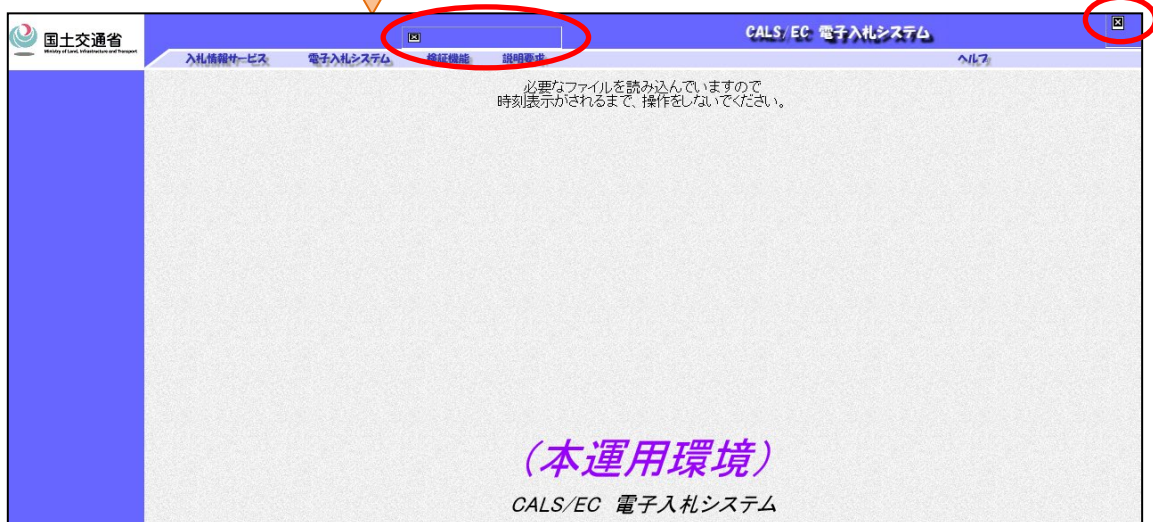 国土交通省
Ministry of Land, Infrastructure and Transport
CALS/EC 電子入札システム
入札情報サービス 電子入札システム 検証機能 説明要求 ヘルプ
必要なファイルを読み込んでいますので
時刻表示がされるまで、操作をしないでください。
(本運用環境)
CALS/EC 電子入札システム